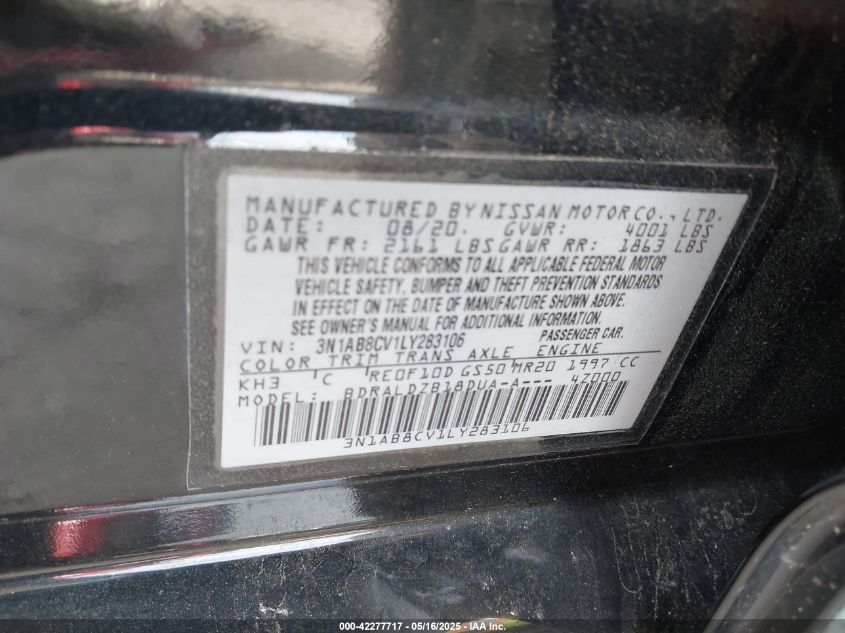 MANUFACTURED BY NISSAN MOTOR CO., LTD.
DATE: 08/20. GVWR: 4001 LBS
GAWR FR: 2161 LBS GAWR RR: 1863 LBS
THIS VEHICLE CONFORMS TO ALL APPLICABLE FEDERAL MOTOR
VEHICLE SAFETY, BUMPER AND THEFT PREVENTION STANDARDS
IN EFFECT ON THE DATE OF MANUFACTURE SHOWN ABOVE.
SEE OWNER'S MANUAL FOR ADDITIONAL INFORMATION.
VIN: 3N1AB8CV1LY283106 PASSENGER CAR.
COLOR TRIM TRANS AXLE ENGINE
KH3 'C RE0F10D GS50 MR20 1997 CC
MODEL: BDRALDZB18DUA-A--- 4Z000
3N1AB8CV1LY283106
000-42277717 - 05/16/2025 - IAA Inc.